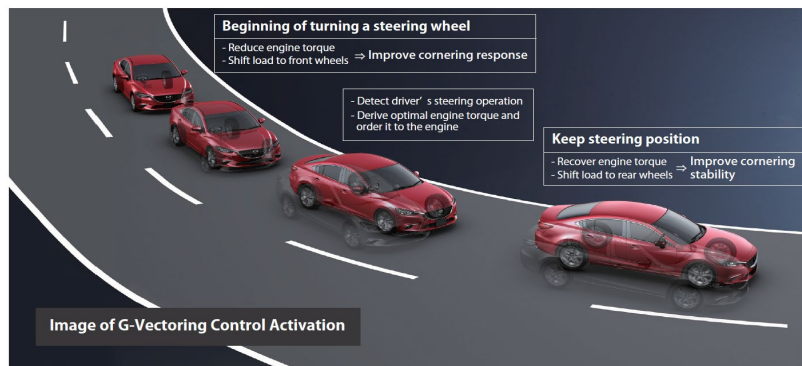 Beginning of turning a steering wheel
- Reduce engine torque
- Shift load to front wheels ⇒ Improve cornering response
- Detect driver’s steering operation
- Derive optimal engine torque and
order it to the engine
Keep steering position
- Recover engine torque
- Shift load to rear wheels ⇒ Improve cornering
stability
Image of G-Vectoring Control Activation